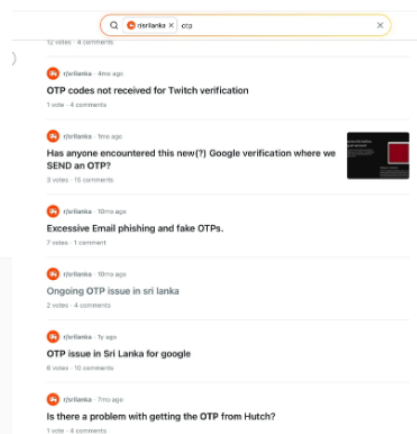 r/srilanka × otp ×
12 votes · 4 comments
r/srilanka · 4mo ago
OTP codes not received for Twitch verification
1 vote · 4 comments
r/srilanka · 1mo ago
Has anyone encountered this new(?) Google verification where we
SEND an OTP?
3 votes · 15 comments
r/srilanka · 10mo ago
Excessive Email phishing and fake OTPs.
7 votes · 1 comment
r/srilanka · 10mo ago
Ongoing OTP issue in sri lanka
2 votes · 4 comments
r/srilanka · 1y ago
OTP issue in Sri Lanka for google
6 votes · 10 comments
r/srilanka · 7mo ago
Is there a problem with getting the OTP from Hutch?
1 vote · 4 comments